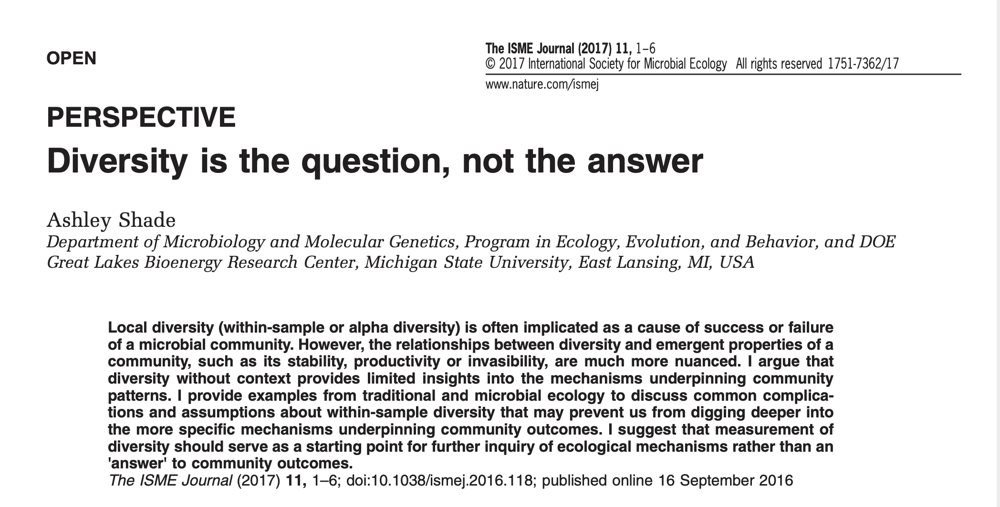 OPEN
The ISME Journal (2017) 11, 1–6
© 2017 International Society for Microbial Ecology All rights reserved 1751-7362/17
www.nature.com/ismej
PERSPECTIVE
Diversity is the question, not the answer
Ashley Shade
Department of Microbiology and Molecular Genetics, Program in Ecology, Evolution, and Behavior, and DOE
Great Lakes Bioenergy Research Center, Michigan State University, East Lansing, MI, USA
Local diversity (within-sample or alpha diversity) is often implicated as a cause of success or failure
of a microbial community. However, the relationships between diversity and emergent properties of a
community, such as its stability, productivity or invasibility, are much more nuanced. I argue that
diversity without context provides limited insights into the mechanisms underpinning community
patterns. I provide examples from traditional and microbial ecology to discuss common complica-
tions and assumptions about within-sample diversity that may prevent us from digging deeper into
the more specific mechanisms underpinning community outcomes. I suggest that measurement of
diversity should serve as a starting point for further inquiry of ecological mechanisms rather than an
'answer' to community outcomes.
The ISME Journal (2017) 11, 1–6; doi:10.1038/ismej.2016.118; published online 16 September 2016